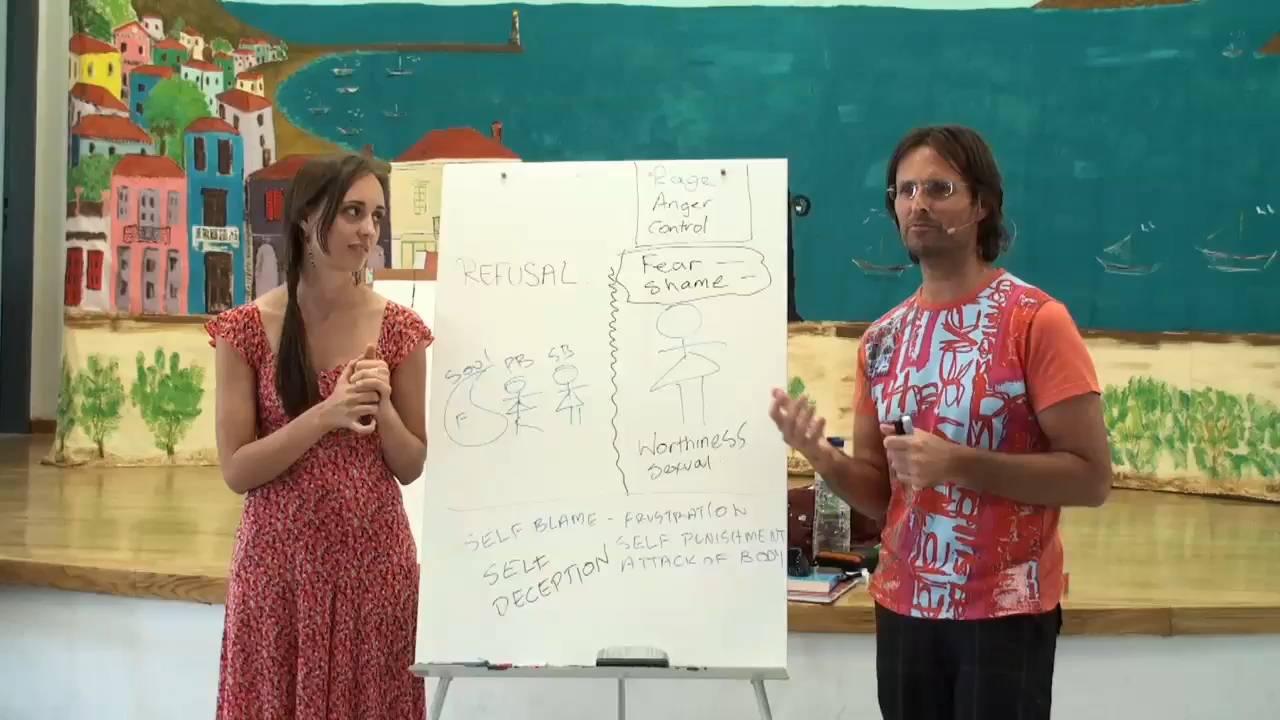 Rage
Anger
Control
Fear –
Shame –
REFUSAL
Soul PB SB
F
Worthiness
Sexual
SELF BLAME – FRUSTRATION
SELF PUNISHMENT
ATTACK OF BODY
SELF
DECEPTION